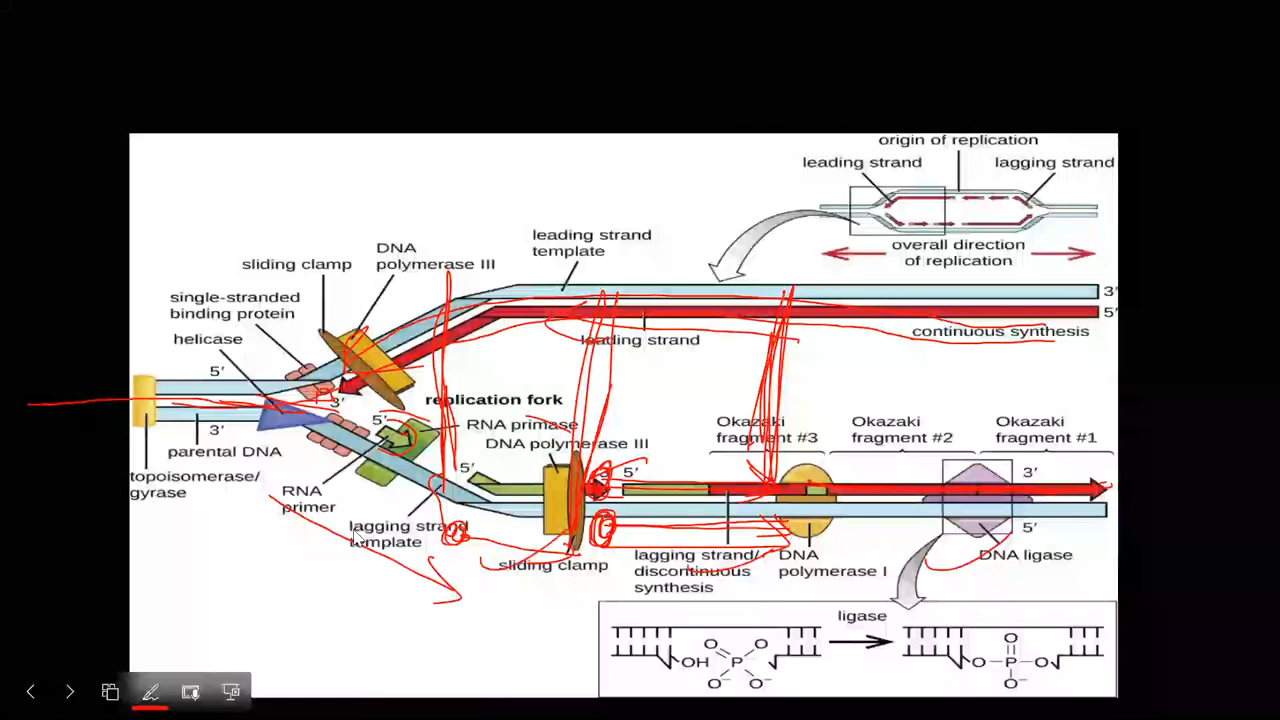 origin of replication
leading strand
lagging strand
overall direction
of replication
leading strand
template
DNA
polymerase III
sliding clamp
single-stranded
binding protein
helicase
3'
5'
continuous synthesis
leading strand
5'
3'
3'
parental DNA
topoisomerase/
gyrase
replication fork
5'
RNA primase
DNA polymerase III
RNA
primer
lagging strand
template
5'
sliding clamp
3'
5'
Okazaki
fragment #3
Okazaki
fragment #2
Okazaki
fragment #1
3'
5'
lagging strand/
discontinuous
synthesis
DNA
polymerase I
DNA ligase
ligase
OH
O
O
P
O⁻
O⁻
O
O
P
O
O⁻